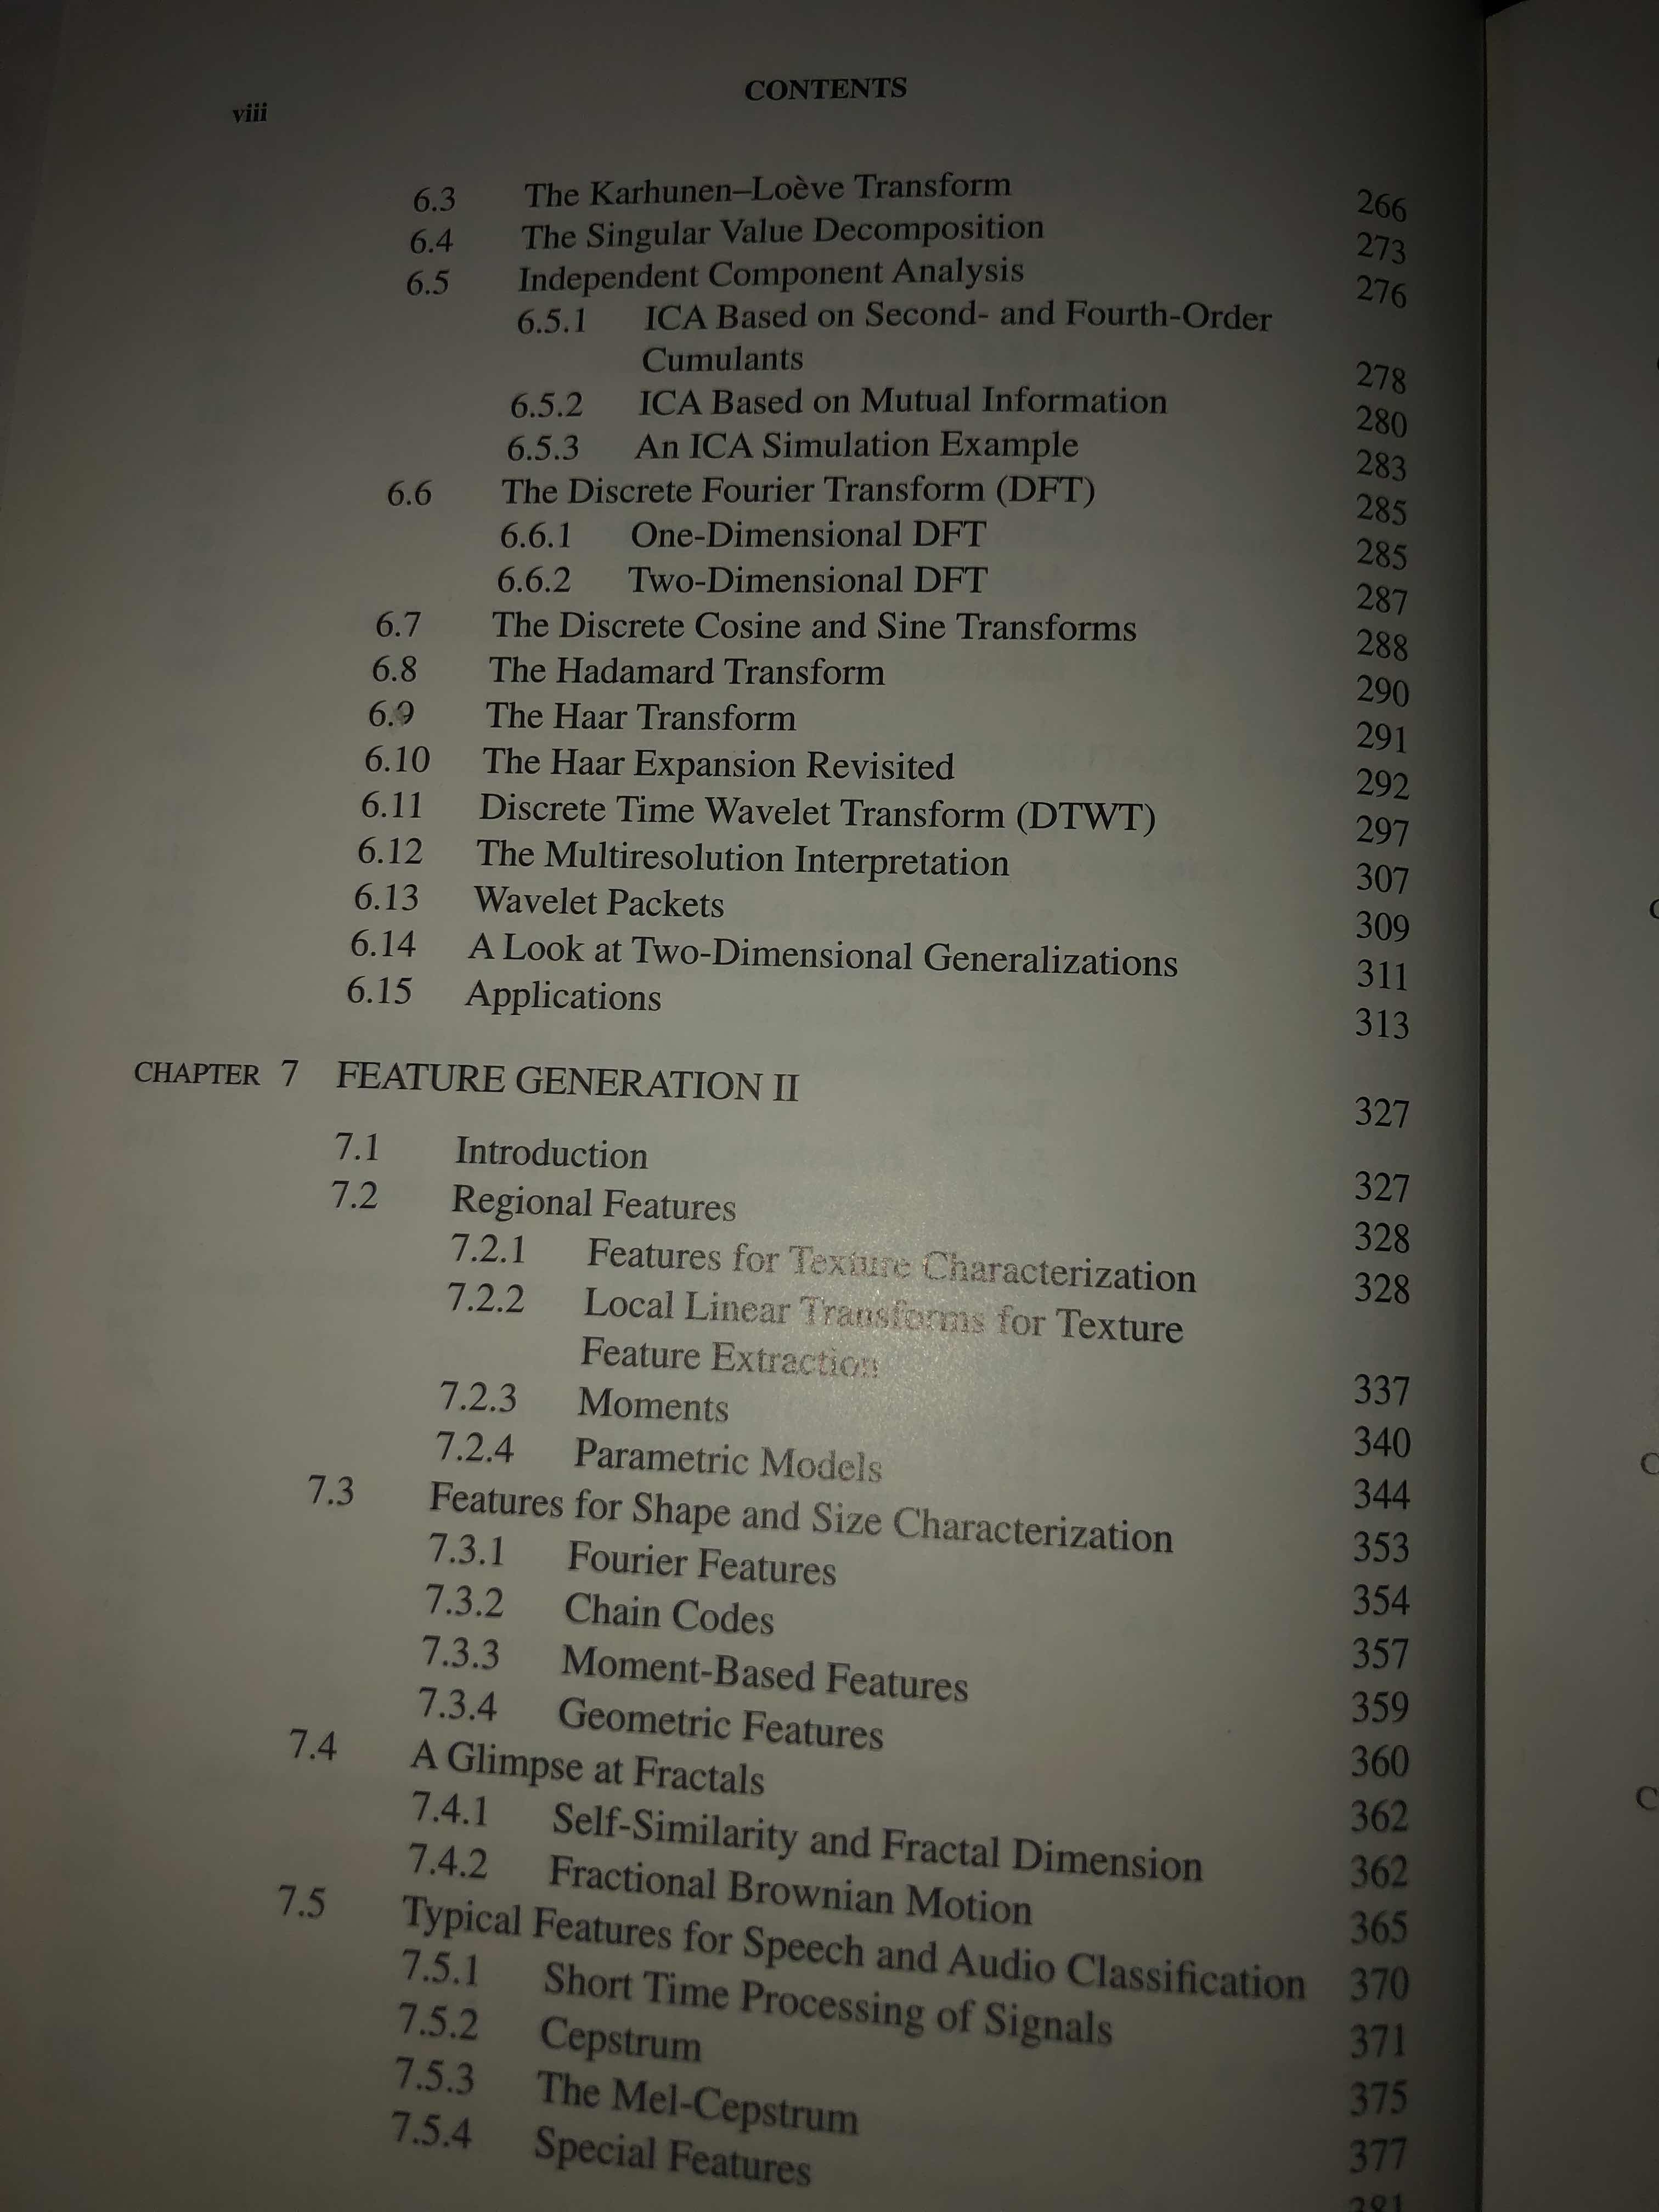 viii CONTENTS
6.3 The Karhunen–Loève Transform 266
6.4 The Singular Value Decomposition 273
6.5 Independent Component Analysis 276
6.5.1 ICA Based on Second- and Fourth-Order
Cumulants 278
6.5.2 ICA Based on Mutual Information 280
6.5.3 An ICA Simulation Example 283
6.6 The Discrete Fourier Transform (DFT) 285
6.6.1 One-Dimensional DFT 285
6.6.2 Two-Dimensional DFT 287
6.7 The Discrete Cosine and Sine Transforms 288
6.8 The Hadamard Transform 290
6.9 The Haar Transform 291
6.10 The Haar Expansion Revisited 292
6.11 Discrete Time Wavelet Transform (DTWT) 297
6.12 The Multiresolution Interpretation 307
6.13 Wavelet Packets 309
6.14 A Look at Two-Dimensional Generalizations 311
6.15 Applications 313
CHAPTER 7 FEATURE GENERATION II 327
7.1 Introduction 327
7.2 Regional Features 328
7.2.1 Features for Texture Characterization 328
7.2.2 Local Linear Transforms for Texture
Feature Extraction 337
7.2.3 Moments 340
7.2.4 Parametric Models 344
7.3 Features for Shape and Size Characterization 353
7.3.1 Fourier Features 354
7.3.2 Chain Codes 357
7.3.3 Moment-Based Features 359
7.3.4 Geometric Features 360
7.4 A Glimpse at Fractals 362
7.4.1 Self-Similarity and Fractal Dimension 362
7.4.2 Fractional Brownian Motion 365
7.5 Typical Features for Speech and Audio Classification 370
7.5.1 Short Time Processing of Signals 371
7.5.2 Cepstrum 375
7.5.3 The Mel-Cepstrum 377
7.5.4 Special Features 381